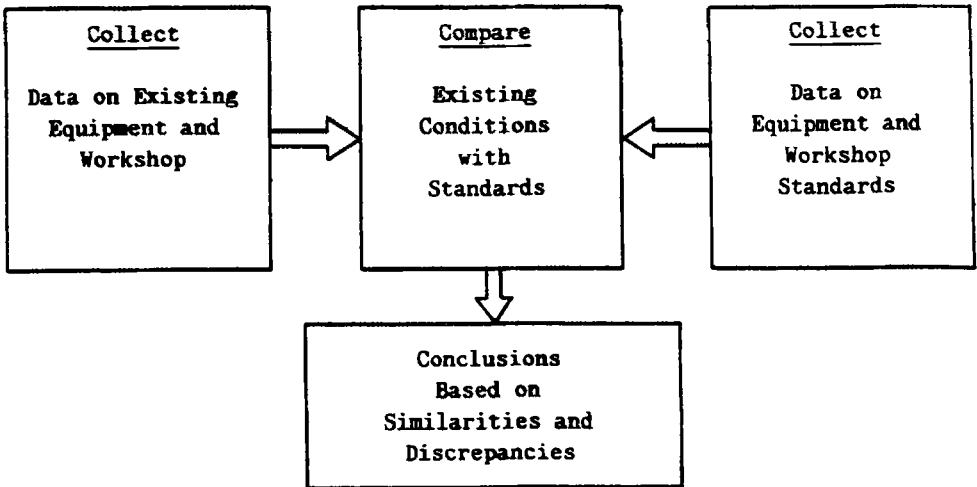 Collect
Data on Existing
Equipment and
Workshop
Compare
Existing
Conditions
with
Standards
Collect
Data on
Equipment and
Workshop
Standards
Conclusions
Based on
Similarities and
Discrepancies